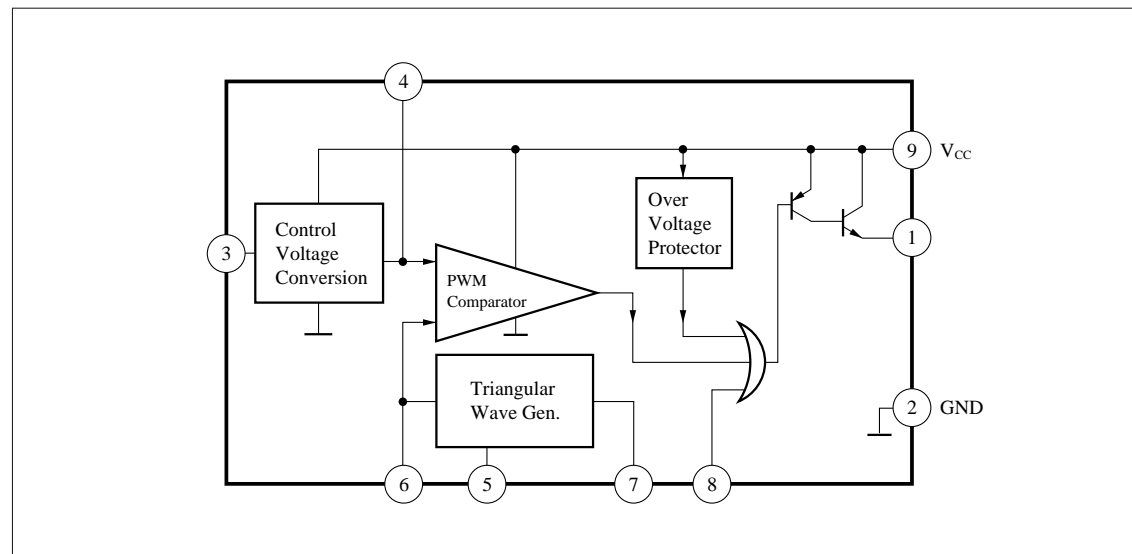 4
9
V_CC
Over
Voltage
Protector
Control
Voltage
Conversion
3
1
PWM
Comparator
Triangular
Wave Gen.
2
GND
6
5
7
8